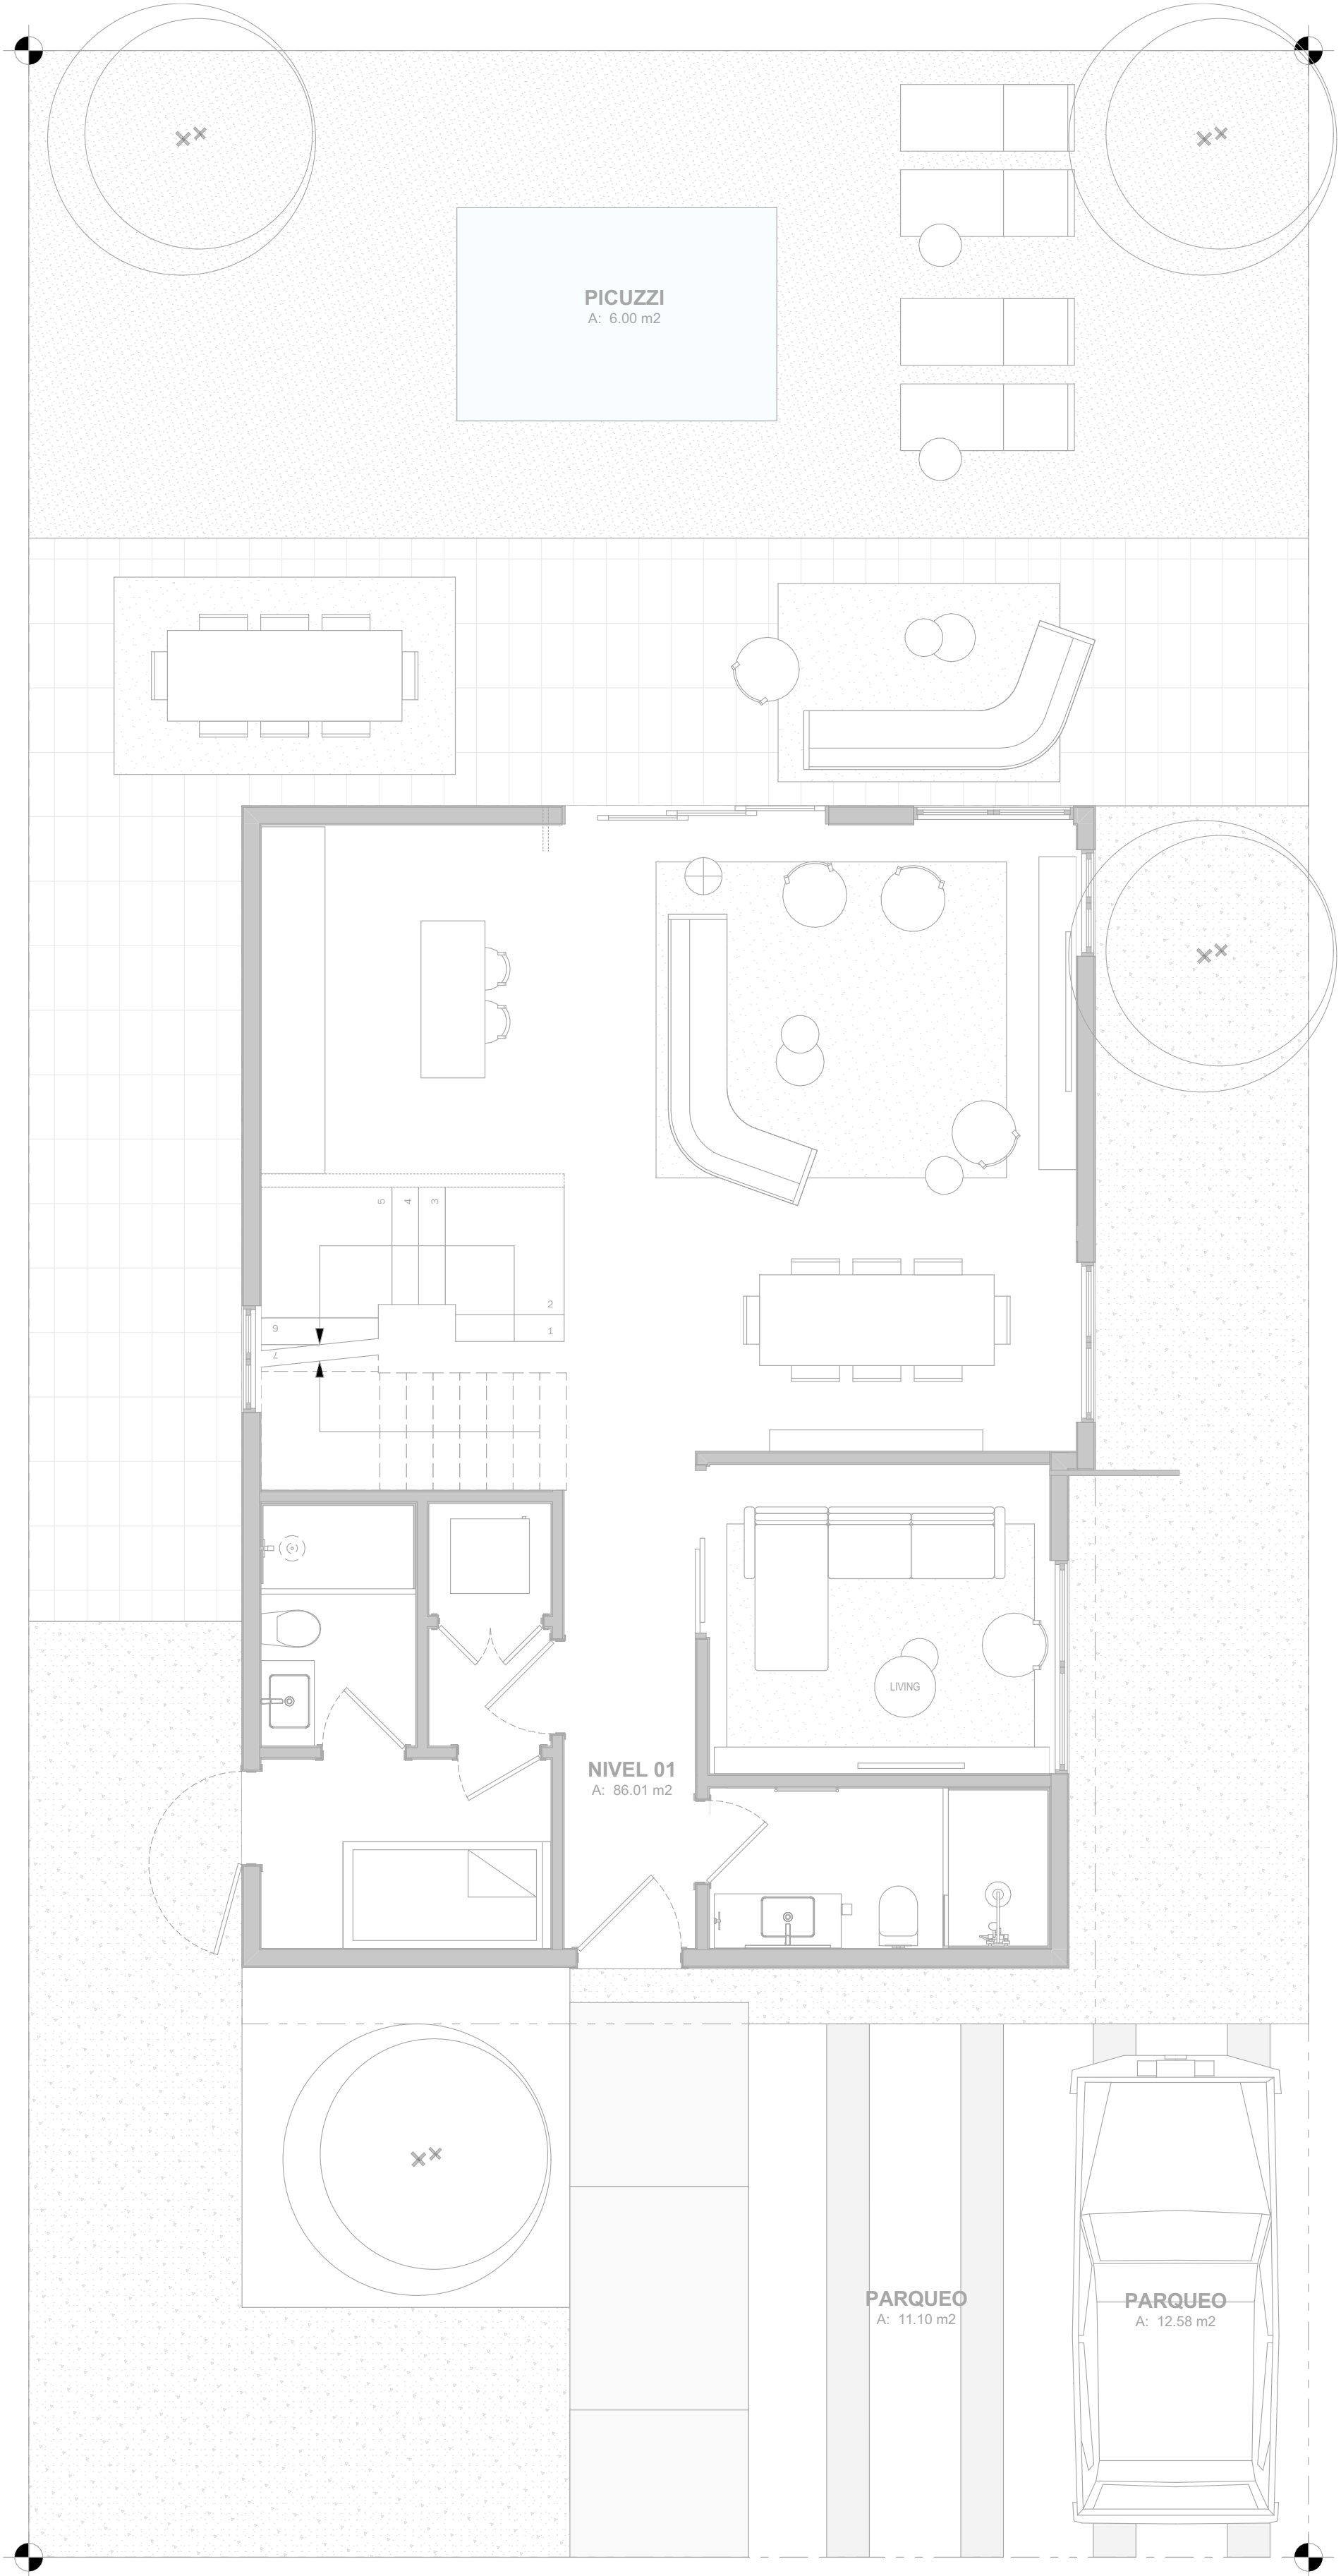 PICUZZI
A: 6.00 m2
5 4 3
2
1
6
7
LIVING
NIVEL 01
A: 86.01 m2
PARQUEO
A: 11.10 m2
PARQUEO
A: 12.58 m2